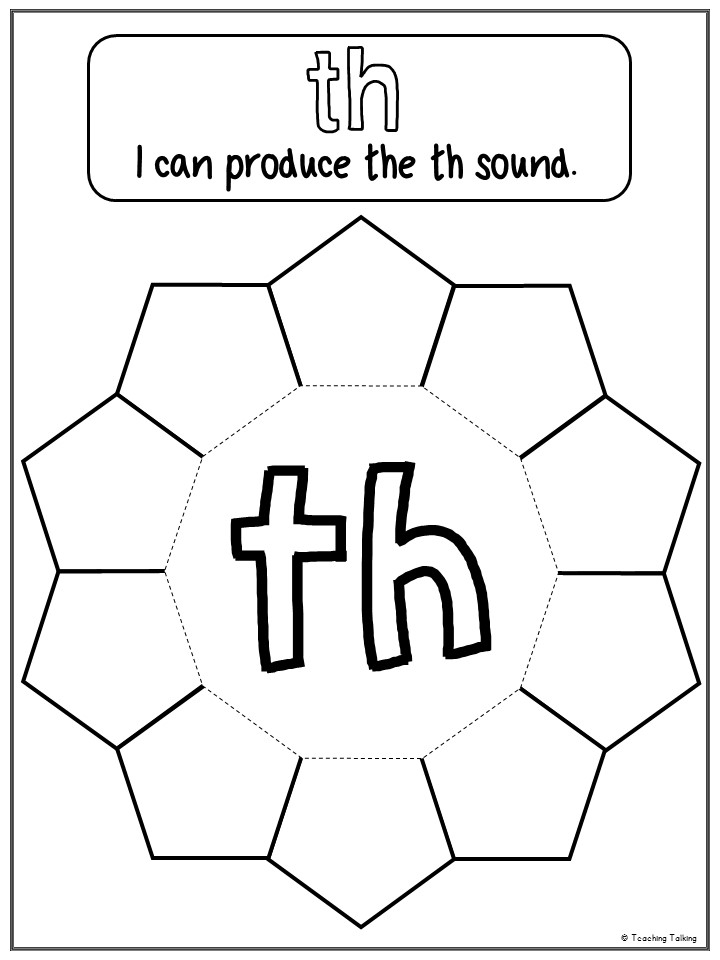 th
I can produce the th sound.
th
© Teaching Talking